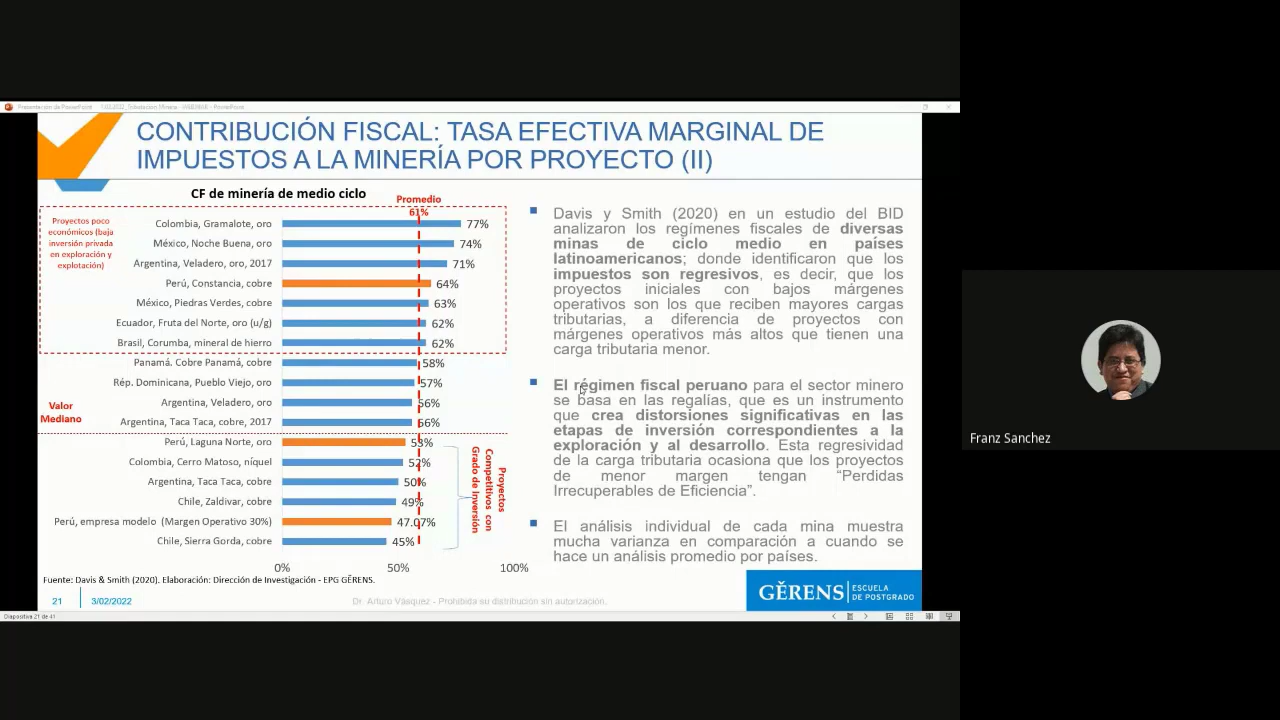 Presentación de PowerPoint
CONTRIBUCIÓN FISCAL: TASA EFECTIVA MARGINAL DE
IMPUESTOS A LA MINERÍA POR PROYECTO (II)
CF de minería de medio ciclo
Promedio
61%
Proyectos poco
económicos (baja
inversión privada
en exploración y
explotación)
Colombia, Gramalote, oro 77%
México, Noche Buena, oro 74%
Argentina, Veladero, oro, 2017 71%
Perú, Constancia, cobre 64%
México, Piedras Verdes, cobre 63%
Ecuador, Fruta del Norte, oro (u/g) 62%
Brasil, Corumba, mineral de hierro 62%
Panamá. Cobre Panamá, cobre 58%
Rép. Dominicana, Pueblo Viejo, oro 57%
Argentina, Veladero, oro 56%
Argentina, Taca Taca, cobre, 2017 56%
Valor
Mediano
Perú, Laguna Norte, oro 53%
Colombia, Cerro Matoso, níquel 52%
Argentina, Taca Taca, cobre 50%
Chile, Zaldivar, cobre 49%
Perú, empresa modelo (Margen Operativo 30%) 47.07%
Chile, Sierra Gorda, cobre 45%
0% 50% 100%
Proyectos
Competitivos con
Grado de Inversión
Fuente: Davis & Smith (2020). Elaboración: Dirección de Investigación - EPG GĚRENS.
Davis y Smith (2020) en un estudio del BID
analizaron los regímenes fiscales de diversas
minas de ciclo medio en países
latinoamericanos; donde identificaron que los
impuestos son regresivos, es decir, que los
proyectos iniciales con bajos márgenes
operativos son los que reciben mayores cargas
tributarias, a diferencia de proyectos con
márgenes operativos más altos que tienen una
carga tributaria menor.
El régimen fiscal peruano para el sector minero
se basa en las regalías, que es un instrumento
que crea distorsiones significativas en las
etapas de inversión correspondientes a la
exploración y al desarrollo. Esta regresividad
de la carga tributaria ocasiona que los proyectos
de menor margen tengan “Perdidas
Irrecuperables de Eficiencia”.
El análisis individual de cada mina muestra
mucha varianza en comparación a cuando se
hace un análisis promedio por países.
21 3/02/2022
Dr. Arturo Vásquez - Prohibida su distribución sin autorización.
GĚRENS ESCUELA
DE POSTGRADO
Diapositiva 21 de 41
Franz Sanchez